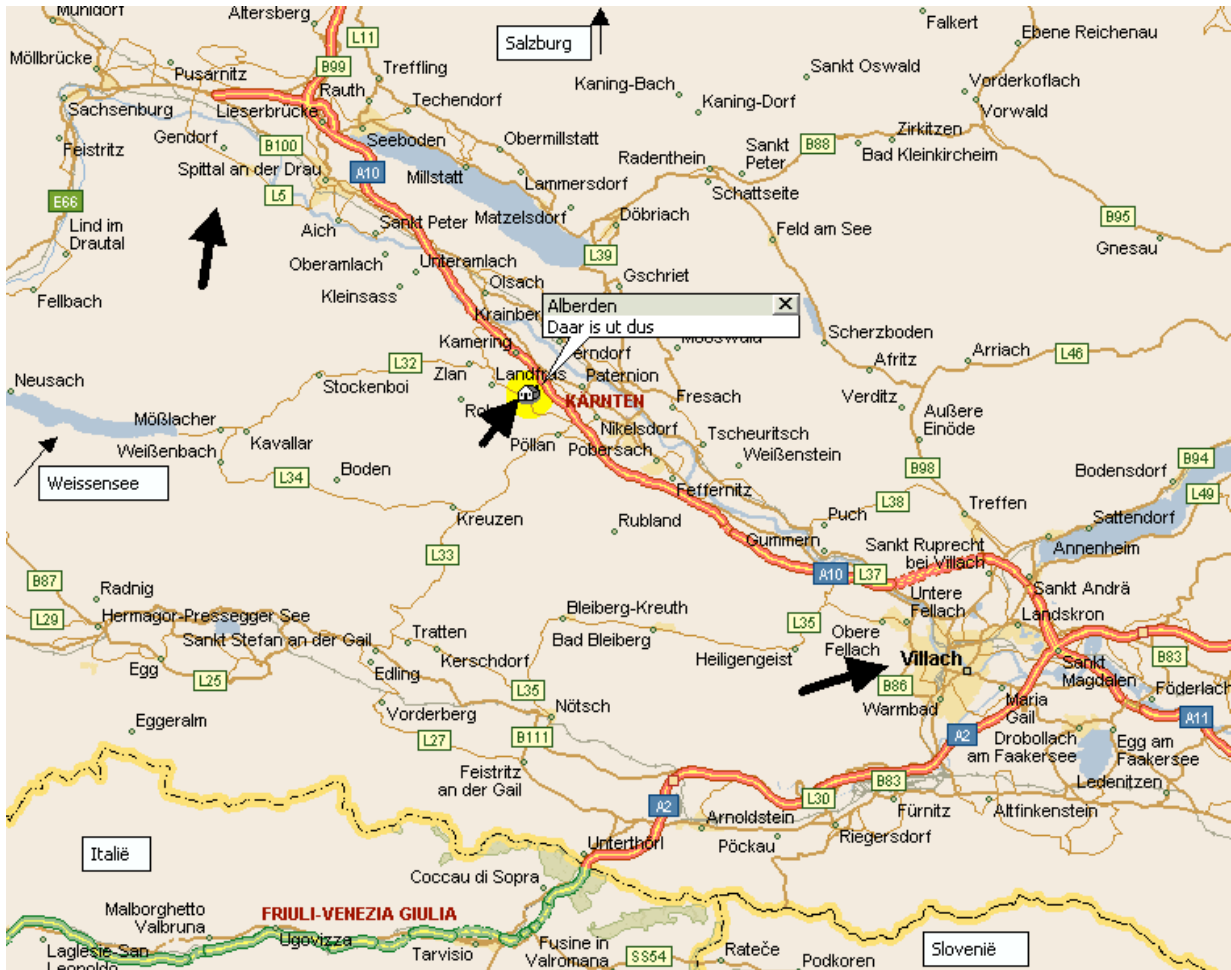 Mühldorf
Altersberg
L11
Salzburg
Falkert
Ebene Reichenau
Möllbrücke
Pusarnitz
B99
Treffling
Kaning-Bach
Sankt Oswald
Vorderkoflach
Sachsenburg
Rauth
Lieserbrücke
Techendorf
Kaning-Dorf
Vorwald
Gendorf
Feistritz
B100
Seeboden
Obermillstatt
Sankt
Peter
B88
Zirkitzen
Bad Kleinkircheim
Radenthein
Spittal an der Drau
A10
Millstatt
Lammersdorf
Schattseite
E66
L5
Matzelsdorf
Döbriach
B95
Lind im
Drautal
Aich
Sankt Peter
Feld am See
Gnesau
Oberamlach
Unteramlach
L39
Gschriet
Fellbach
Kleinsass
Olsach
Alberden
Daar is ut dus
Krainber
Scherzboden
Kamering
erndorf
Mooswald
Arriach
L46
Afritz
Neusach
Stockenboi
L32
Zlan
Landfras
Paternion
KÄRNTEN
Fresach
Verditz
Mößlacher
Äußere
Einöde
Weißenbach
Kavallar
Pöllan
Nikelsdorf
Pobersach
Tscheuritsch
Weißenstein
B98
B94
Bodensdorf
Weissensee
L34
Boden
Feffernitz
L49
Kreuzen
L38
Treffen
Puch
Sattendorf
Rubland
Gummern
Sankt Ruprecht
bei Villach
Annenheim
L33
B87
Radnig
A10
L37
Sankt Andrä
Untere
Fellach
L29
Hermagor-Pressegger See
Bleiberg-Kreuth
Landskron
Sankt Stefan an der Gail
Tratten
Bad Bleiberg
L35
Obere
Fellach
Egg
Kerschdorf
Heiligengeist
Villach
B83
Sankt
Magdalen
L25
Edling
L35
B86
Föderlach
Eggeralm
Vorderberg
Nötsch
Warmbad
Maria
Gail
A11
L27
B111
A2
Drobollach
am Faakersee
Egg am
Faakersee
Feistritz
an der Gail
B83
Ledenitzen
A2
L30
Fürnitz
Altfinkenstein
Arnoldstein
Italië
Unterthörl
Pöckau
Riegersdorf
Coccau di Sopra
Malborghetto
Valbruna
FRIULI-VENEZIA GIULIA
Ugovizza
Laglesie-San
Leopoldo
Tarvisio
Fusine in
Valromana
SS54
Rateče
Podkoren
Slovenië